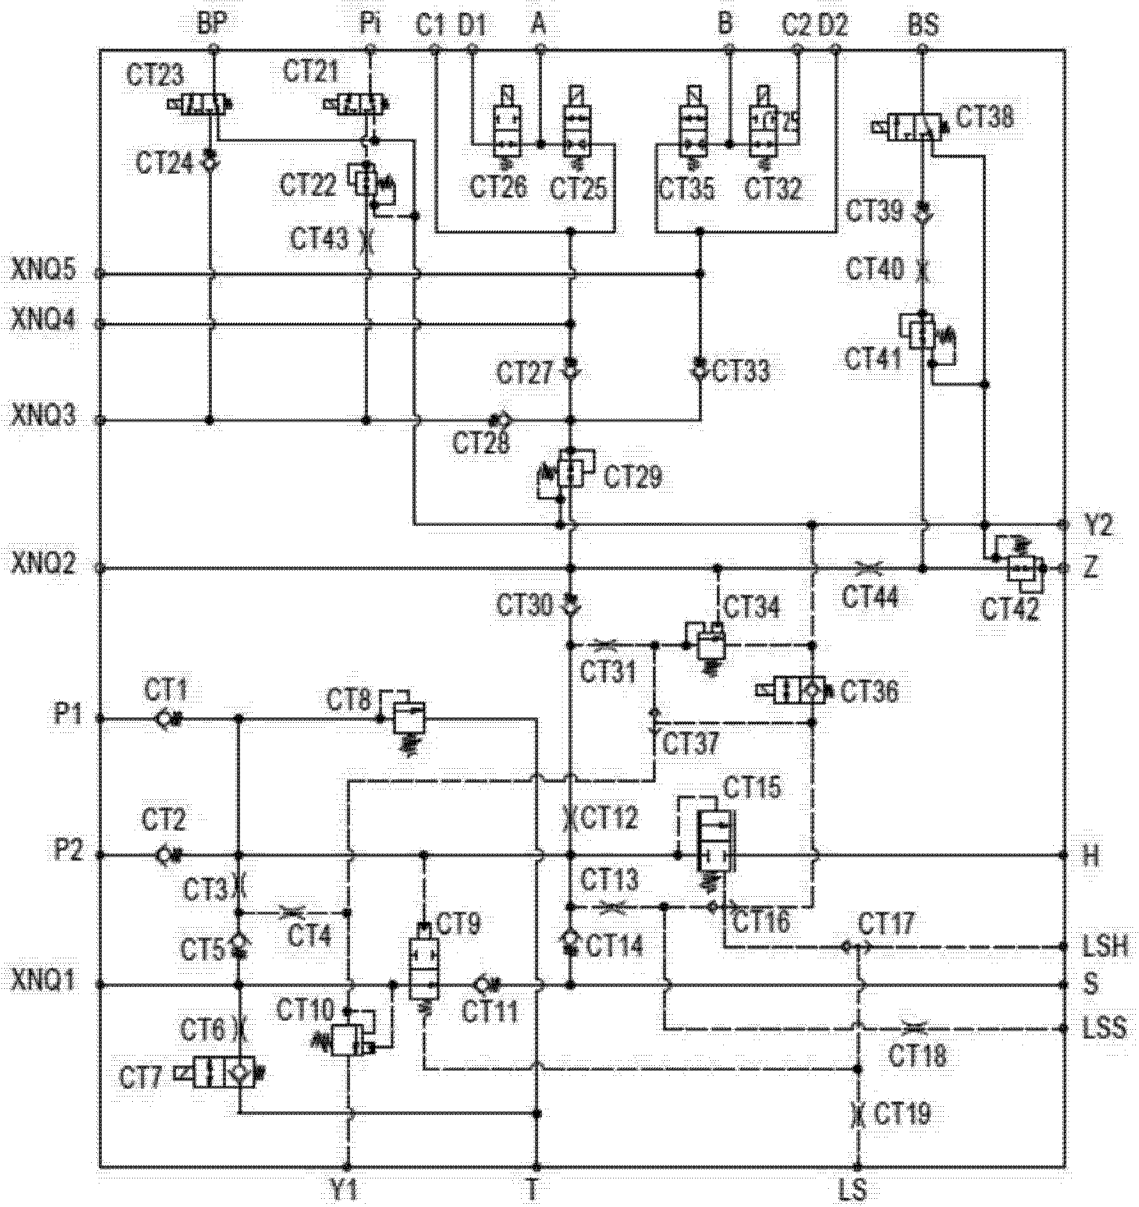 BP Pi C1 D1 A B C2 D2 BS
CT23 CT21 CT38
CT24 CT22 CT26 CT25 CT35 CT32
CT39
CT43
XNQ5 CT40
XNQ4
CT41
CT27 CT33
XNQ3
CT28
CT29
Y2
XNQ2 Z
CT30 CT34 CT44 CT42
CT31
CT1 CT8 CT36
P1
CT37
CT15
CT2 CT12
P2 H
CT3 CT13
CT4 CT9 CT16 CT17
CT5 CT14 LSH
XNQ1 S
CT10 CT11
CT6 LSS
CT18
CT7
CT19
Y1 T LS